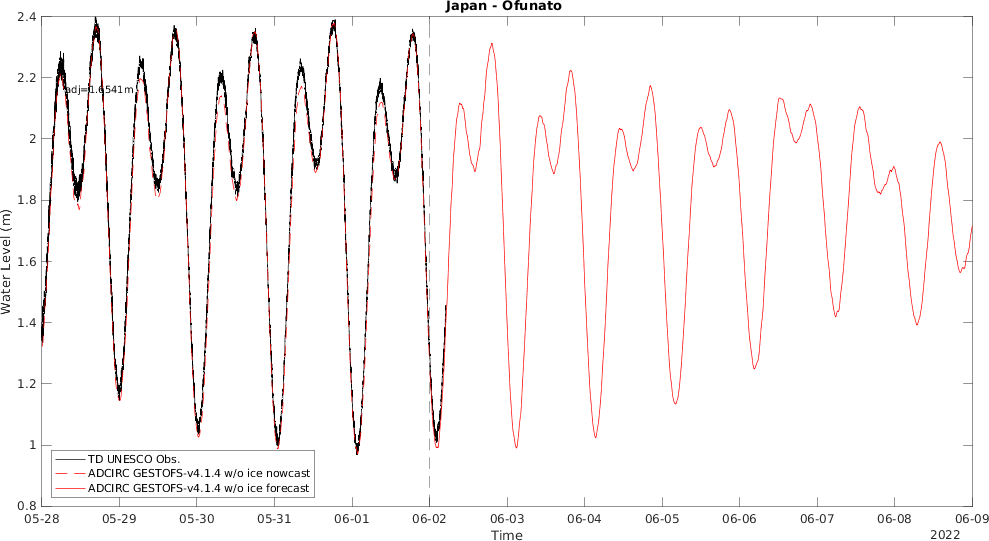 Japan - Ofunato
2.4
2.2
2
1.8
1.6
1.4
1.2
1
0.8
Water Level (m)
adj=1.6541m
TD UNESCO Obs.
ADCIRC GESTOFS-v4.1.4 w/o ice nowcast
ADCIRC GESTOFS-v4.1.4 w/o ice forecast
05-28 05-29 05-30 05-31 06-01 06-02 06-03 06-04 06-05 06-06 06-07 06-08 06-09
Time
2022